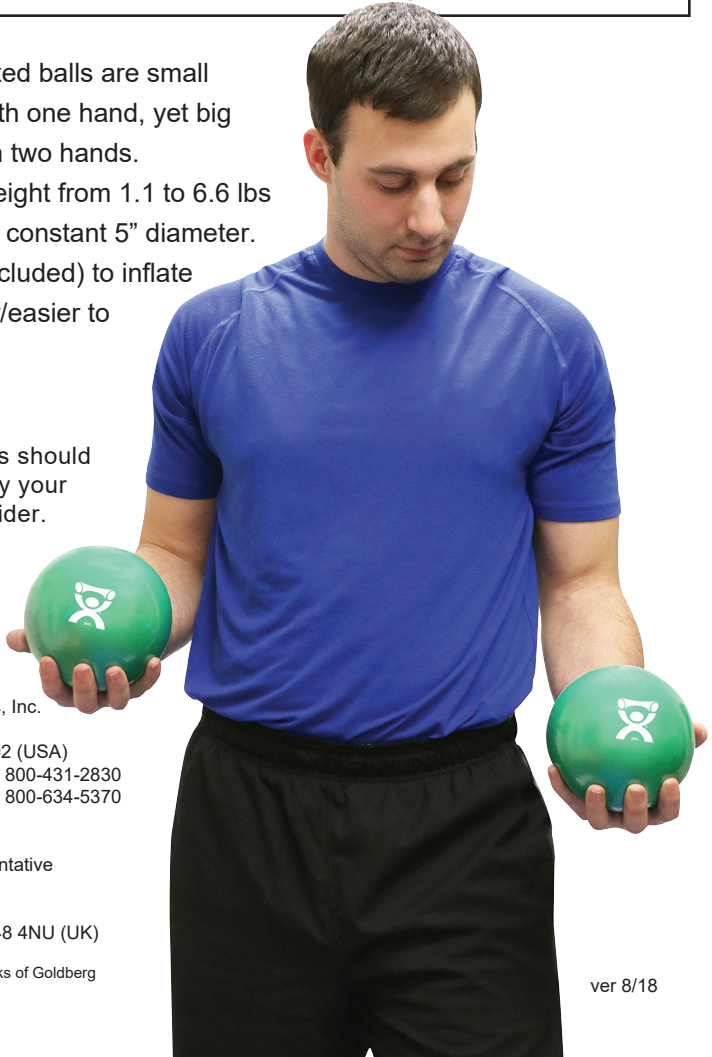 ted balls are small
th one hand, yet big
n two hands.
eight from 1.1 to 6.6 lbs
constant 5” diameter.
cluded) to inflate
r/easier to
s should
y your
ider.
, Inc.
02 (USA)
800-431-2830
800-634-5370
ntative
8 4NU (UK)
ks of Goldberg
ver 8/18